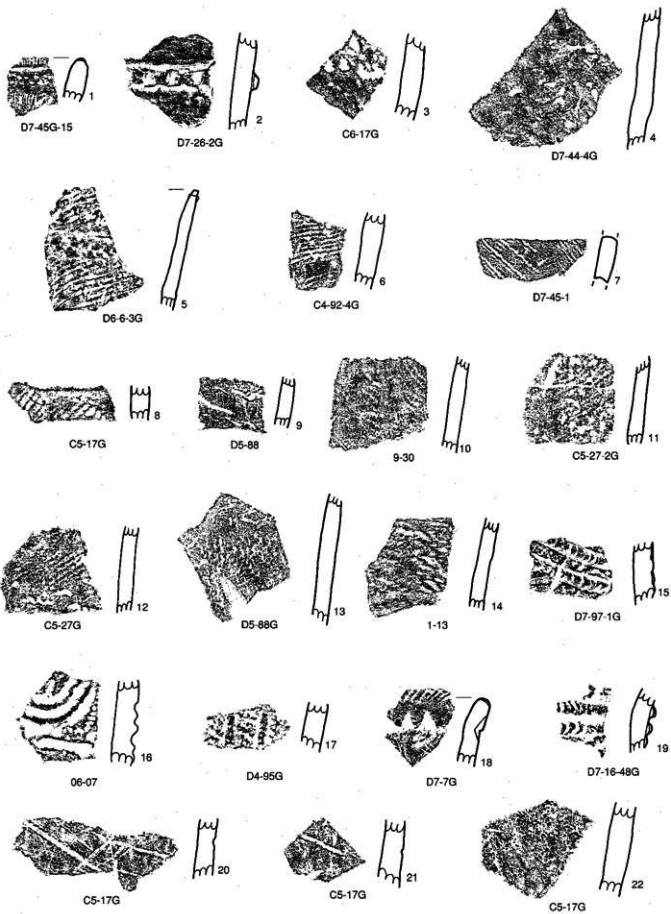 1
D7-45G-15
2
D7-26-2G
3
C6-17G
4
D7-44-4G
5
D6-6-3G
6
C4-92-4G
7
D7-45-1
8
C5-17G
9
D5-88
10
9-30
11
C5-27-2G
12
C5-27G
13
D5-88G
14
1-13
15
D7-97-1G
16
06-07
17
D4-95G
18
D7-7G
19
D7-16-48G
20
C5-17G
21
C5-17G
22
C5-17G